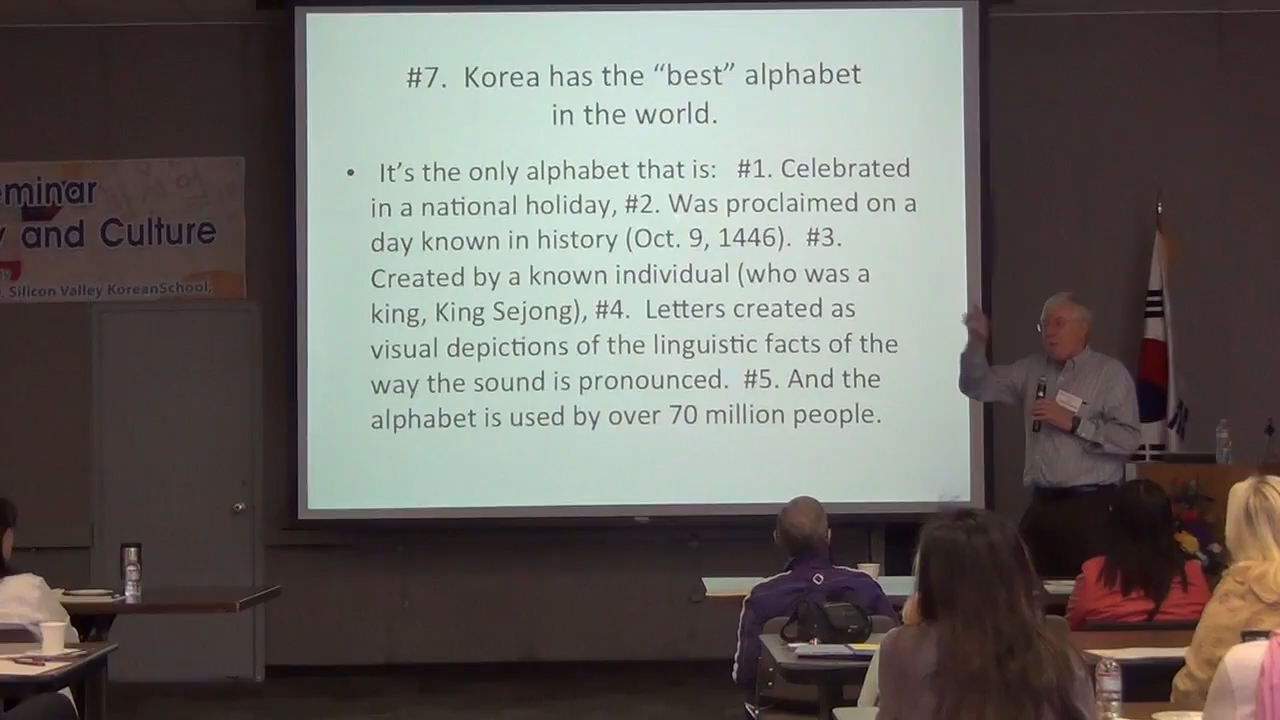 #7. Korea has the “best” alphabet
in the world.
• It’s the only alphabet that is: #1. Celebrated
in a national holiday, #2. Was proclaimed on a
day known in history (Oct. 9, 1446). #3.
Created by a known individual (who was a
king, King Sejong), #4. Letters created as
visual depictions of the linguistic facts of the
way the sound is pronounced. #5. And the
alphabet is used by over 70 million people.
eminar
and Culture
, Silicon Valley KoreanSchool,